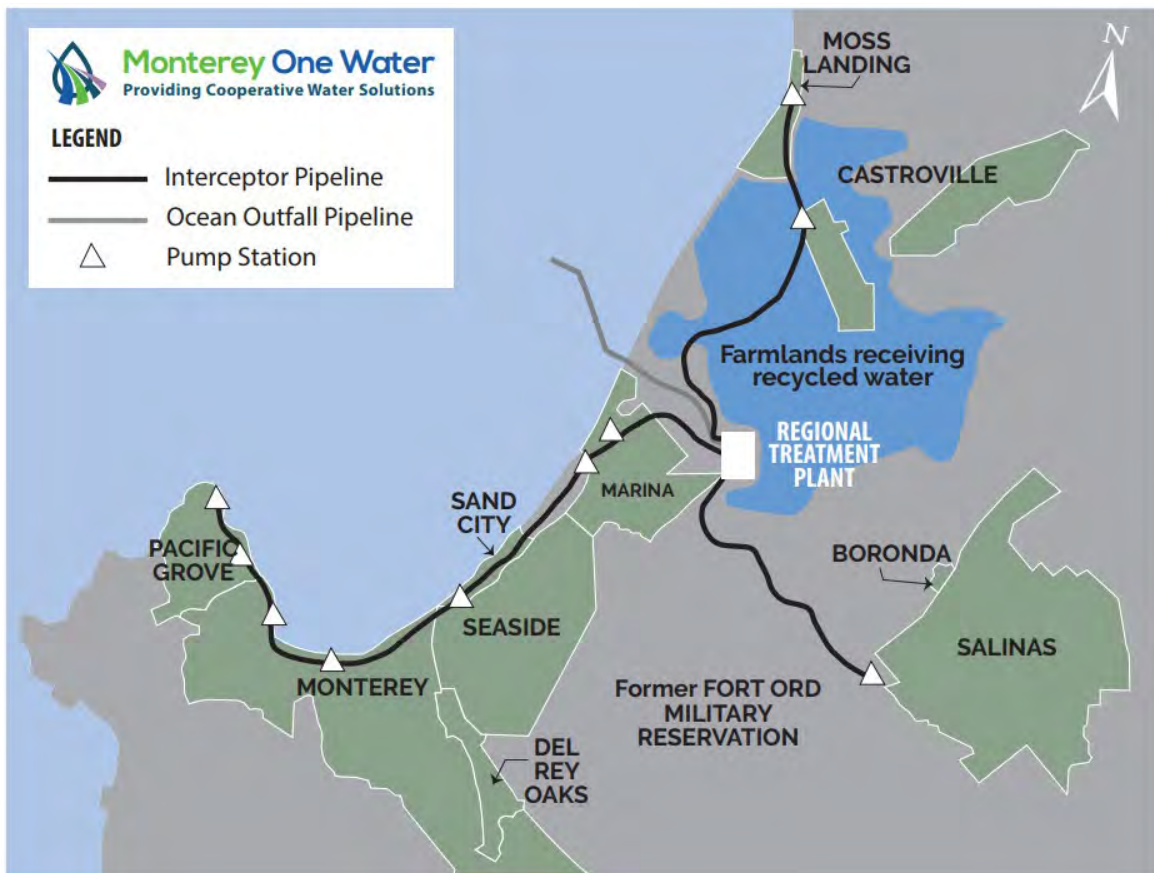 Monterey One Water
Providing Cooperative Water Solutions
LEGEND
Interceptor Pipeline
Ocean Outfall Pipeline
Pump Station
N
MOSS
LANDING
CASTROVILLE
Farmlands receiving
recycled water
REGIONAL
TREATMENT
PLANT
MARINA
SAND
CITY
PACIFIC
GROVE
BORONDA
SEASIDE
SALINAS
MONTEREY
Former FORT ORD
MILITARY
RESERVATION
DEL
REY
OAKS